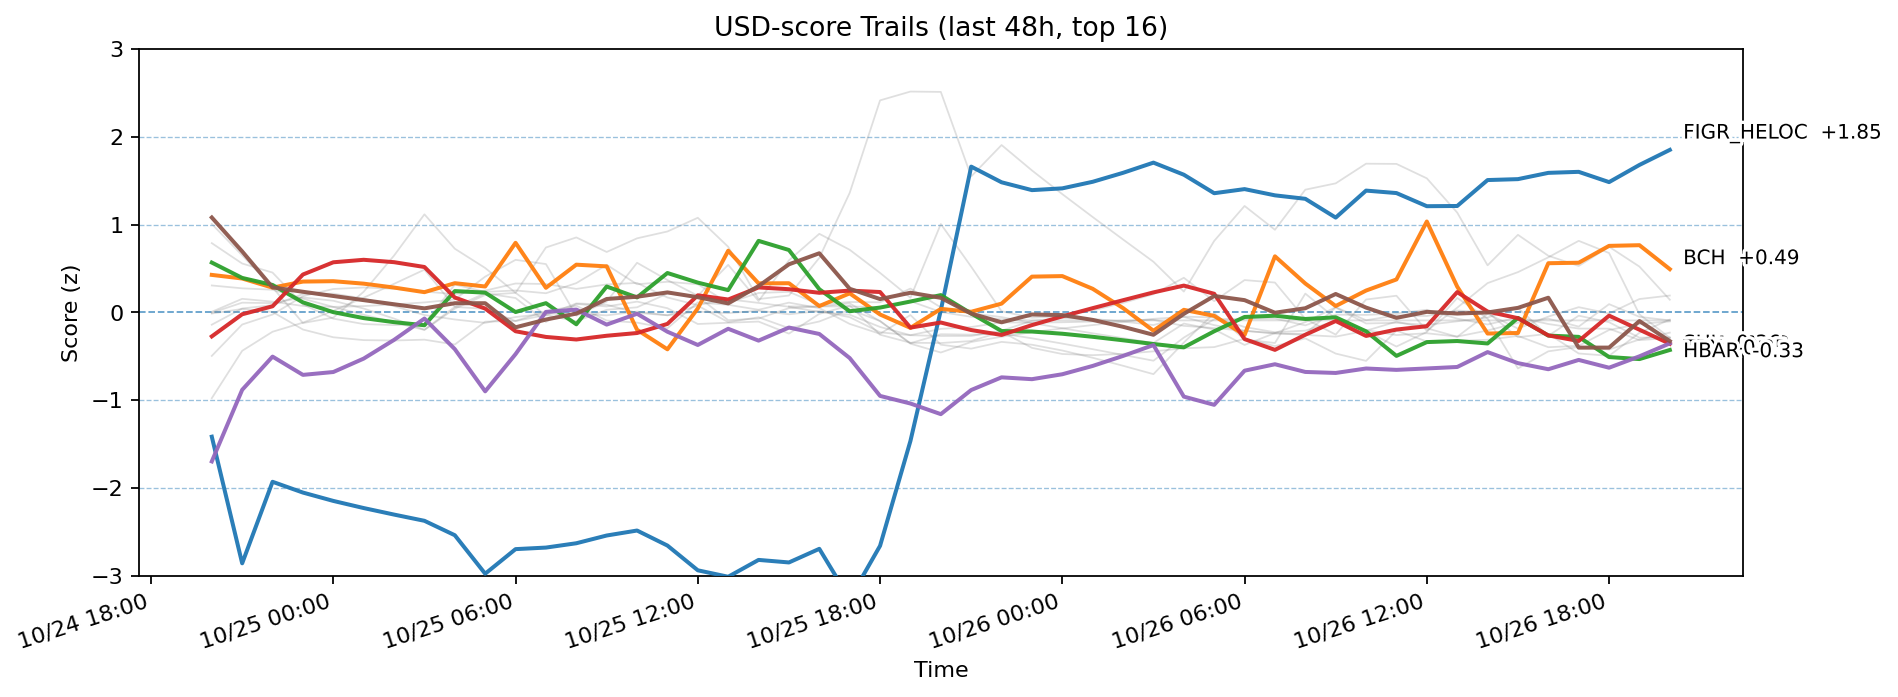 USD-score Trails (last 48h, top 16)
3
2
1
0
−1
−2
−3
Score (z)
FIGR_HELOC +1.85
BCH +0.49
HBAR -0.33
10/24 18:00
10/25 00:00
10/25 06:00
10/25 12:00
10/25 18:00
10/26 00:00
10/26 06:00
10/26 12:00
10/26 18:00
Time